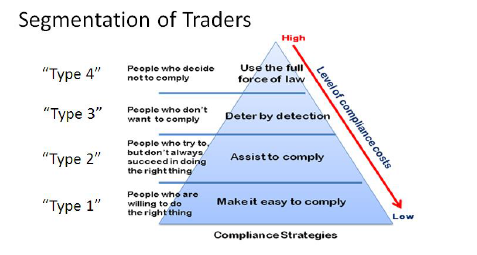 Segmentation of Traders
High
"Type 4"
People who decide
not to comply
Use the full
force of law
"Type 3"
People who don't
want to comply
Deter by detection
Level of compliance costs
"Type 2"
People who try to,
but don't always
succeed in doing
the right thing
Assist to comply
"Type 1"
People who are
willing to do
the right thing
Make it easy to comply
Low
Compliance Strategies